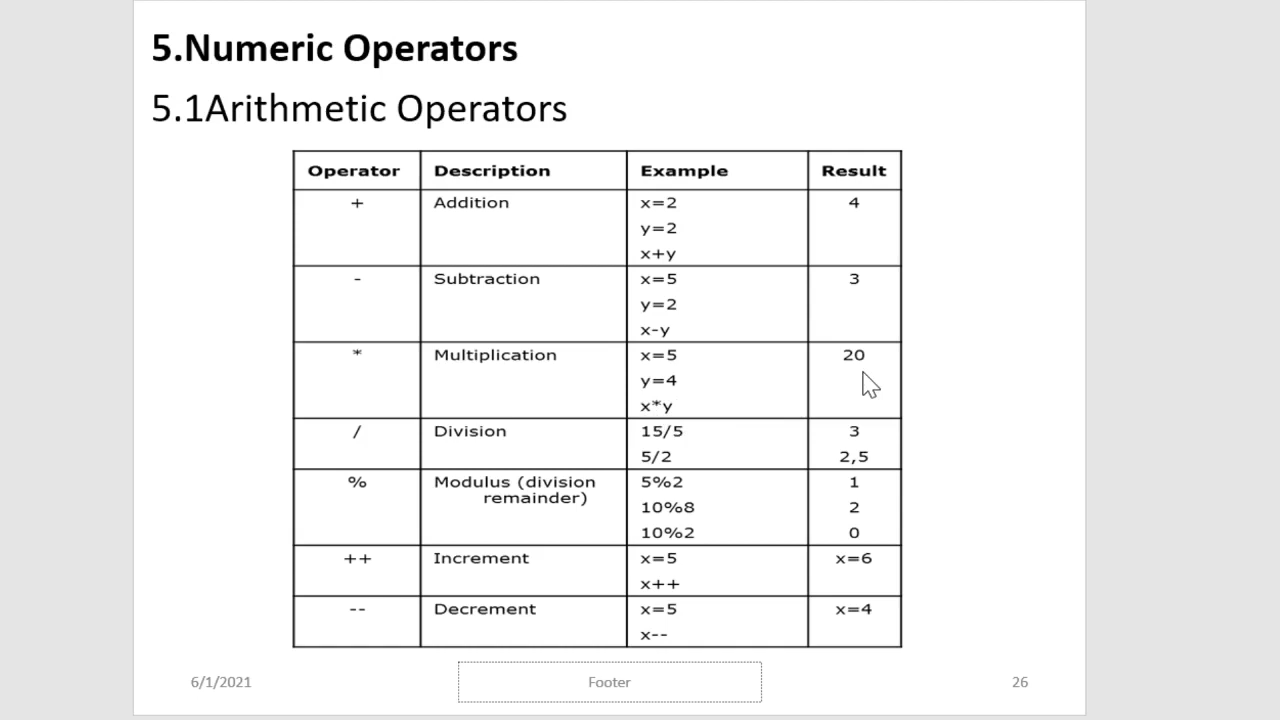 5.Numeric Operators
5.1Arithmetic Operators
Operator Description Example Result
+ Addition x=2 4
y=2
x+y
- Subtraction x=5 3
y=2
x-y
* Multiplication x=5 20
y=4
x*y
/ Division 15/5 3
5/2 2,5
% Modulus (division 5%2 1
remainder) 10%8 2
10%2 0
++ Increment x=5 x=6
x++
-- Decrement x=5 x=4
x--
6/1/2021 Footer 26